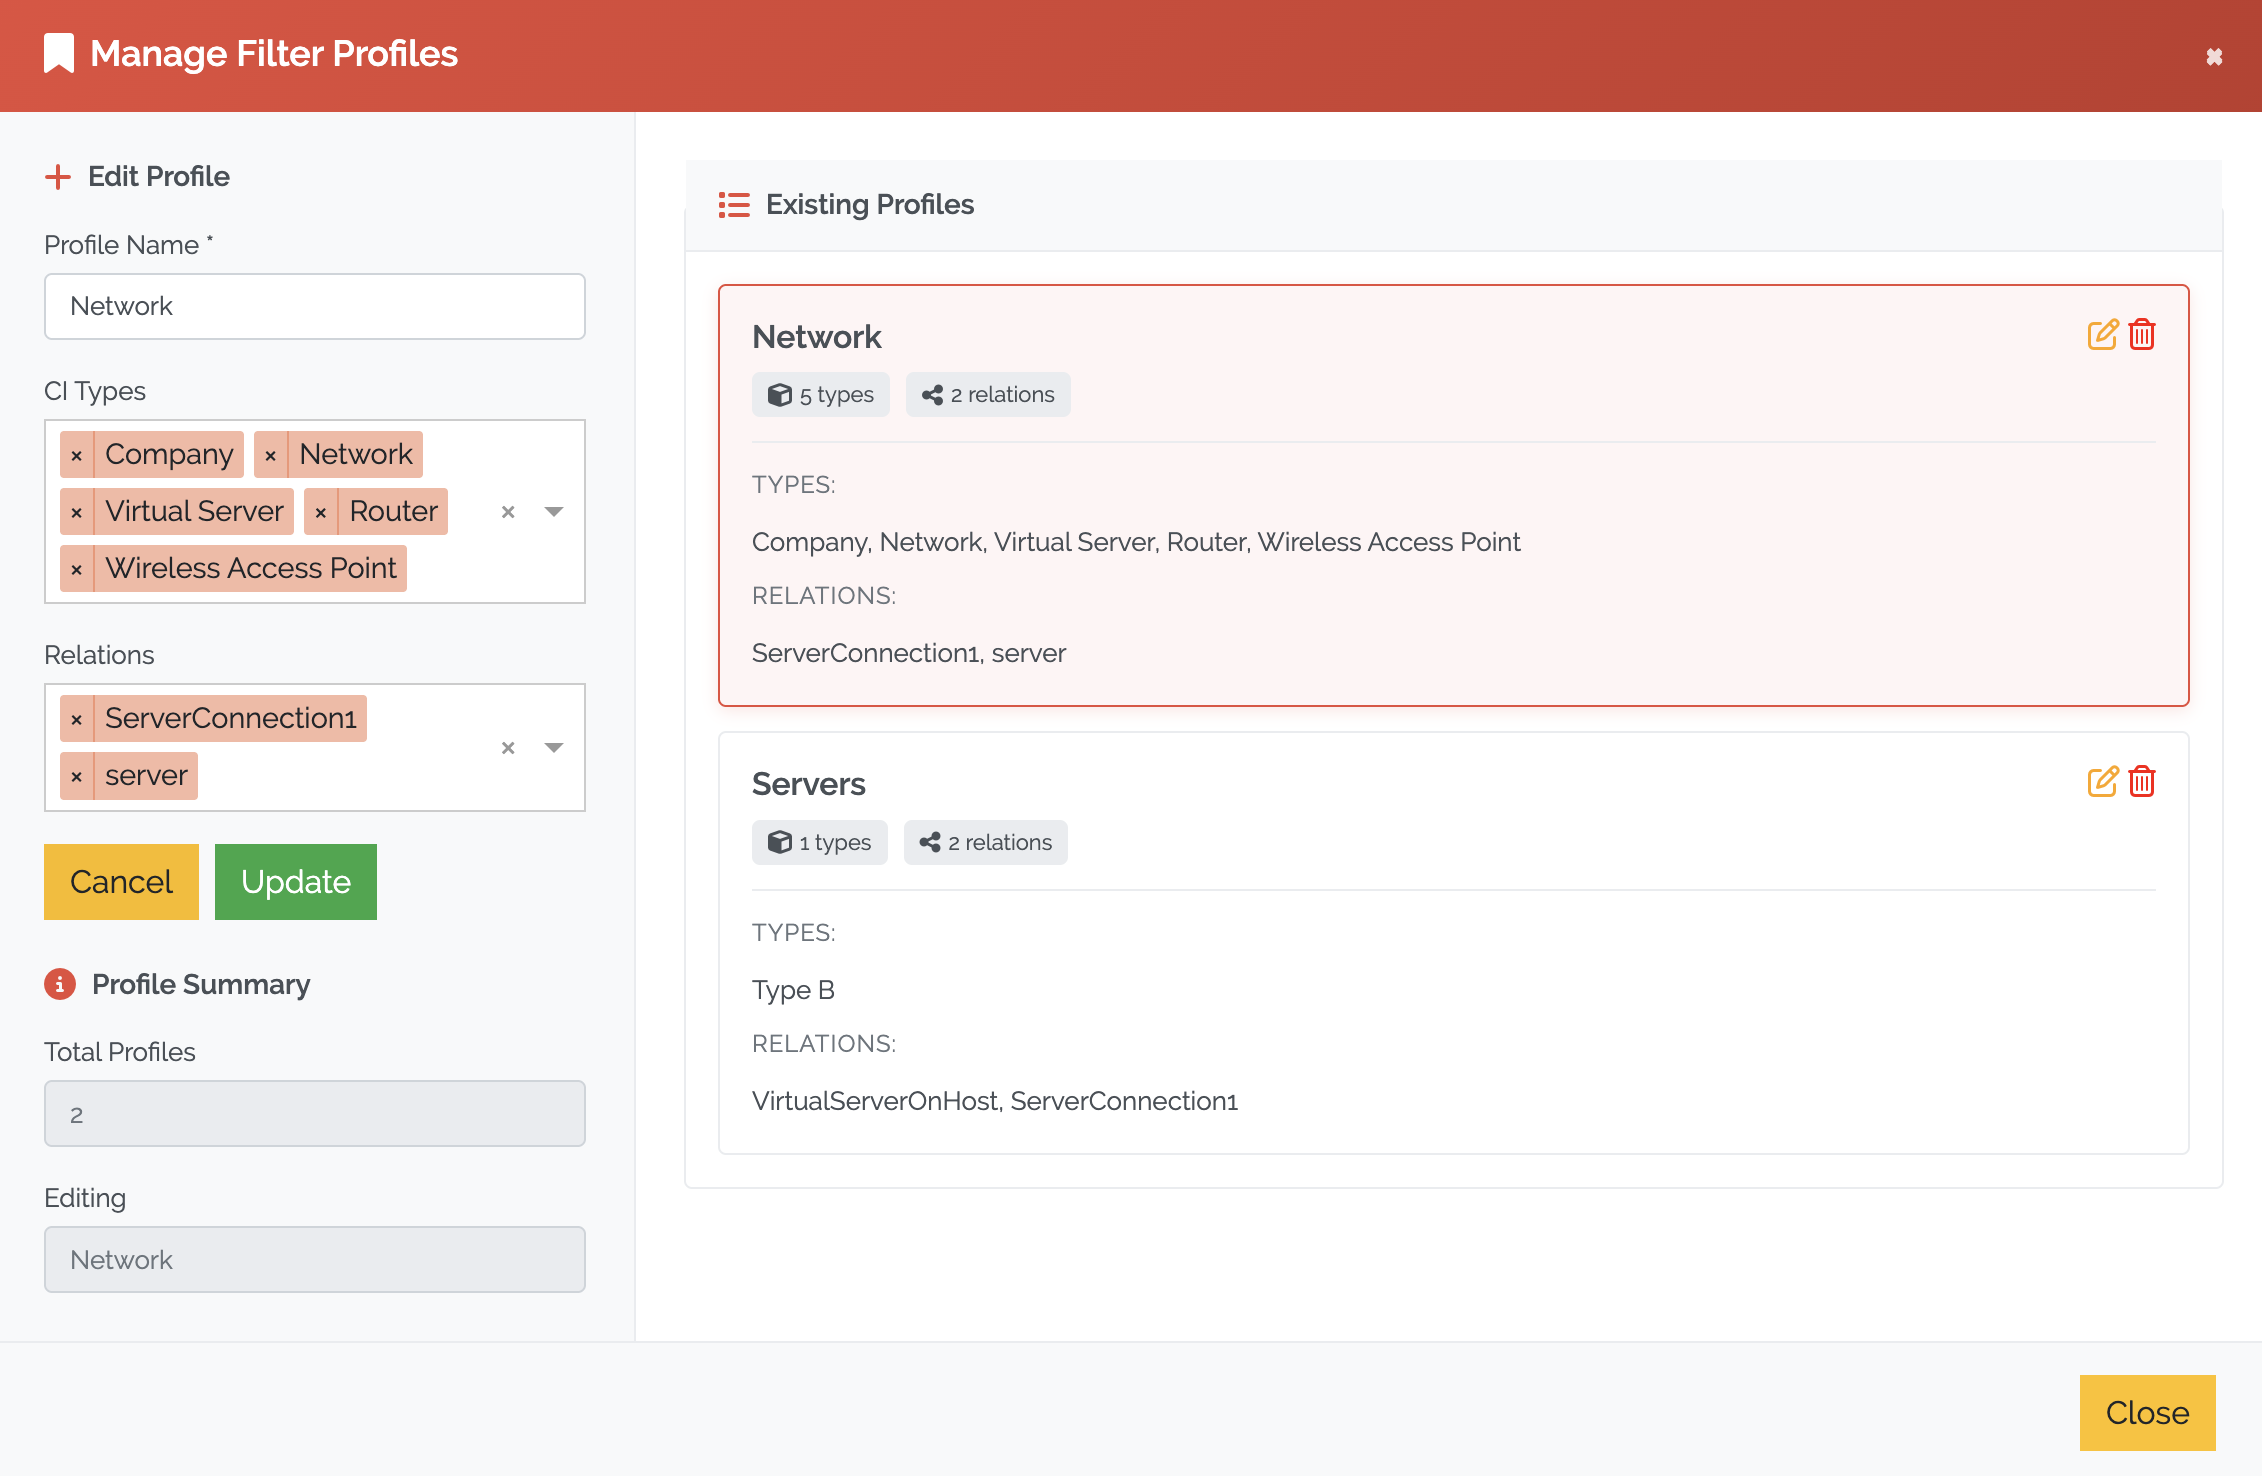 Manage Filter Profiles
Edit Profile
Profile Name *
Network
CI Types
× Company × Network
× Virtual Server × Router
× Wireless Access Point
Relations
× ServerConnection1
× server
Cancel Update
Profile Summary
Total Profiles
2
Editing
Network
Existing Profiles
Network
5 types 2 relations
TYPES:
Company, Network, Virtual Server, Router, Wireless Access Point
RELATIONS:
ServerConnection1, server
Servers
1 types 2 relations
TYPES:
Type B
RELATIONS:
VirtualServerOnHost, ServerConnection1
Close